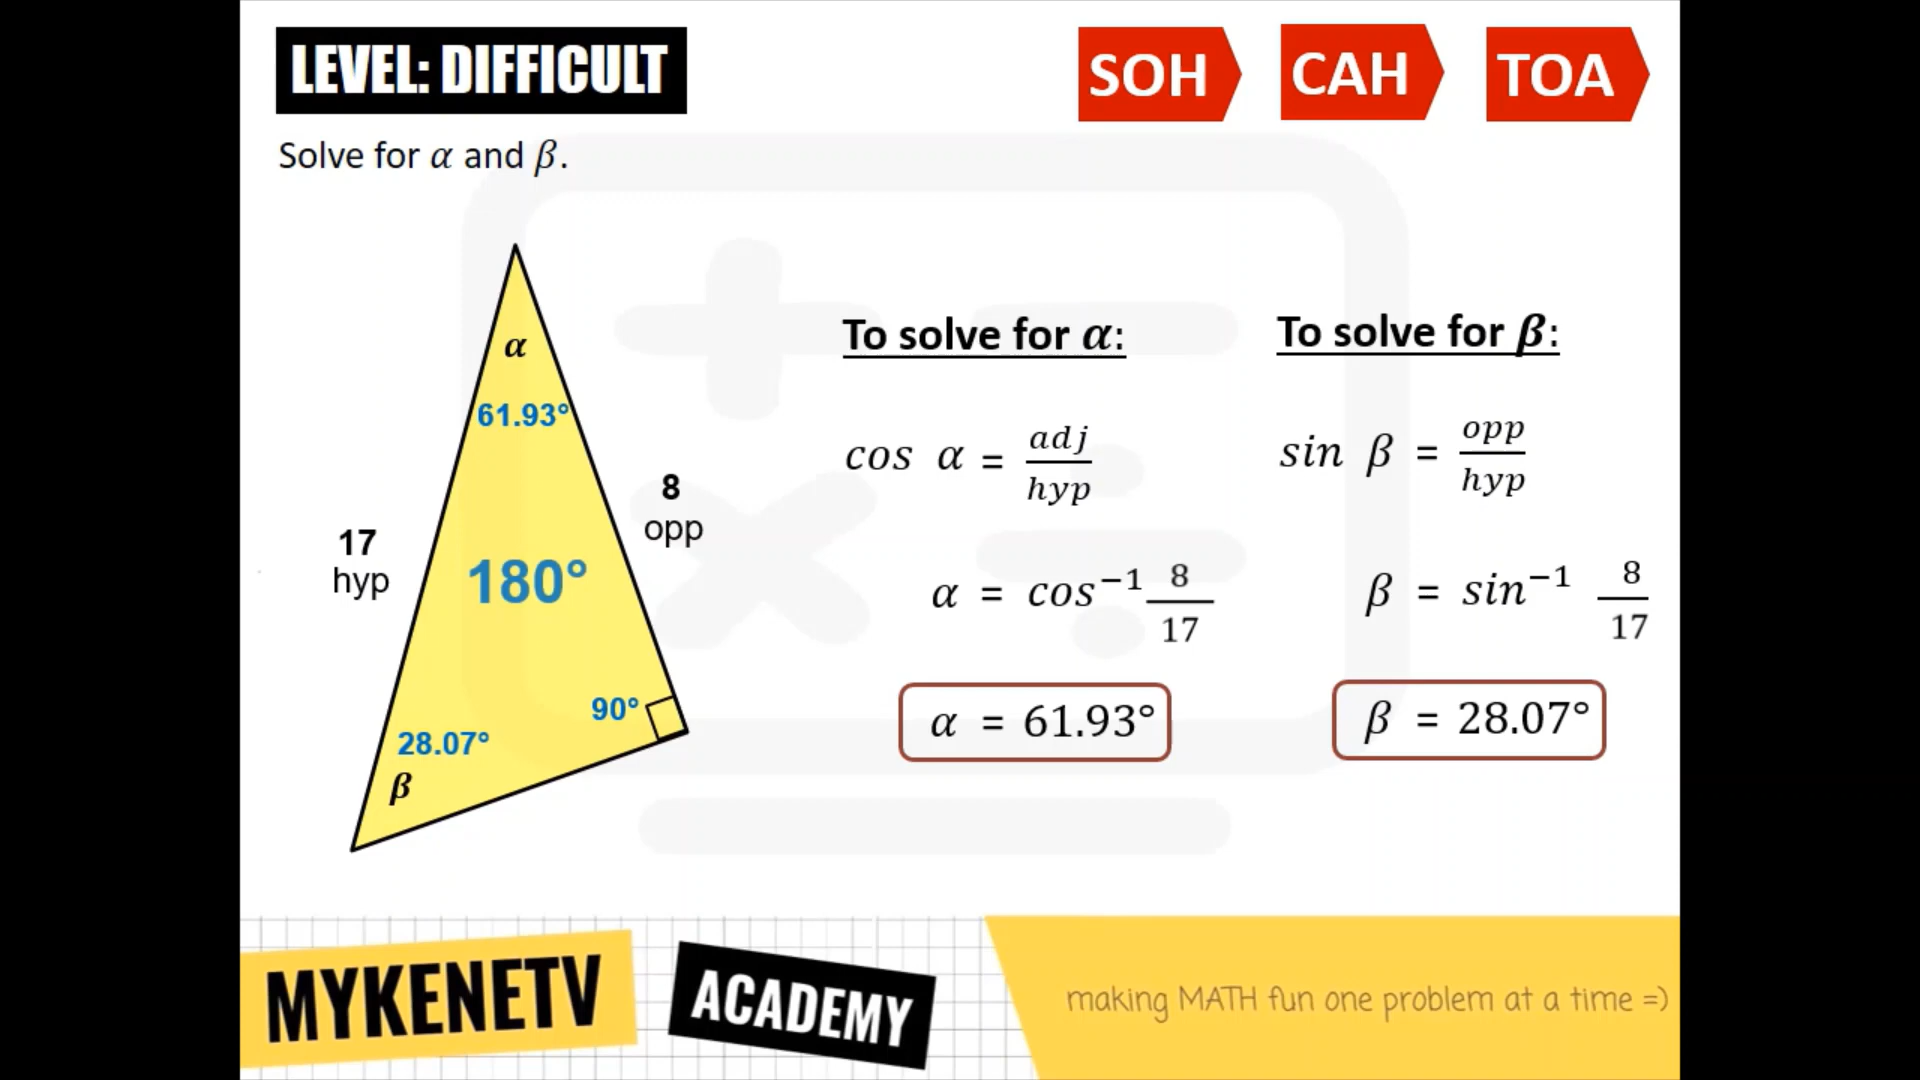 LEVEL: DIFFICULT
SOH
CAH
TOA
Solve for α and β.
α
61.93°
8
opp
17
hyp
180°
90°
28.07°
β
To solve for α:
cos α = adj/hyp
α = cos⁻¹ 8/17
α = 61.93°
To solve for β:
sin β = opp/hyp
β = sin⁻¹ 8/17
β = 28.07°
MYKENETV
ACADEMY
making MATH fun one problem at a time =)